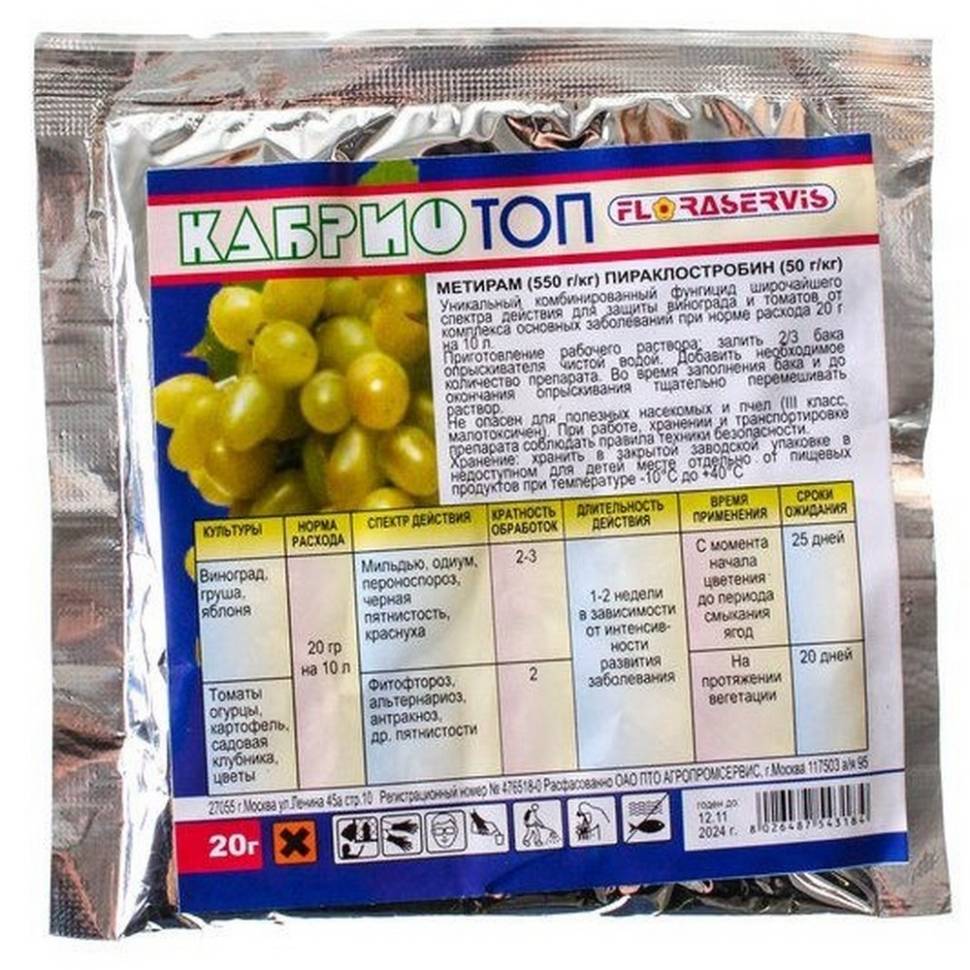 КАБРИО ТОП FLORASERViS
МЕТИРАМ (550 г/кг) ПИРАКЛОСТРОБИН (50 г/кг)
Уникальный комбинированный фунгицид широчайшего
спектра действия для защиты винограда и томатов от
комплекса основных заболеваний при норме расхода 20 г
на 10 л.
Приготовление рабочего раствора: залить 2/3 бака
опрыскивателя чистой водой. Добавить необходимое
количество препарата. Во время заполнения бака и до
окончания опрыскивания тщательно перемешивать
раствор.
Не опасен для полезных насекомых и пчел (III класс,
малотоксичен). При работе, хранении и транспортировке
препарата соблюдать правила техники безопасности.
Хранение: хранить в закрытой заводской упаковке в
недоступном для детей месте отдельно от пищевых
продуктов при температуре -10°С до +40°С
КУЛЬТУРЫ
НОРМА
РАСХОДА
СПЕКТР ДЕЙСТВИЯ
КРАТНОСТЬ
ОБРАБОТОК
ДЛИТЕЛЬНОСТЬ
ДЕЙСТВИЯ
ВРЕМЯ
ПРИМЕНЕНИЯ
СРОКИ
ОЖИДАНИЯ
Виноград,
груша,
яблоня
20 гр
на 10 л
Мильдью, одиум,
пероноспороз,
черная
пятнистость,
краснуха
2-3
1-2 недели
в зависимости
от интенсив-
ности
развития
заболевания
С момента
начала
цветения
до периода
смыкания
ягод
25 дней
Томаты
огурцы,
картофель,
садовая
клубника,
цветы
Фитофтороз,
альтернариоз,
антракноз,
др. пятнистости
2
На
протяжении
вегетации
20 дней
27055 г.Москва ул.Ленина 45а стр.10 Регистрационный номер № 476518-0 Расфасованно ОАО ПТО АГРОПРОМСЕРВИС, г.Москва 117503 а/я 95
20г
годен до:
12.11
2024 г.
8 026487 543184